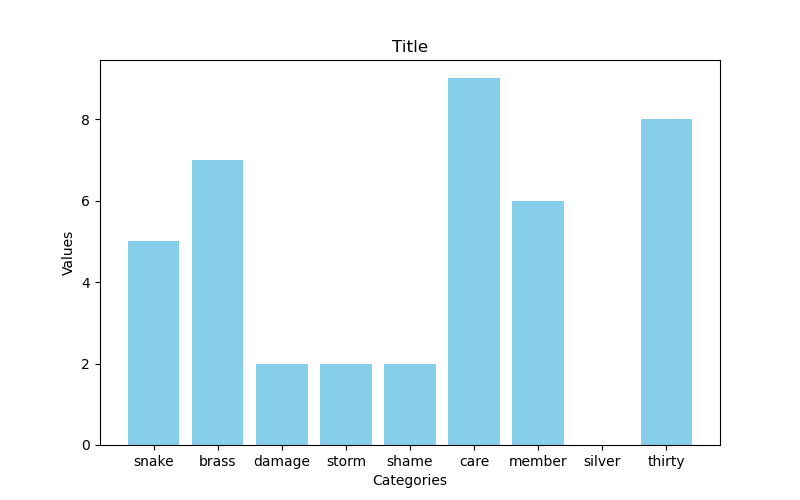 Title
Values
8
6
4
2
0
snake brass damage storm shame care member silver thirty
Categories